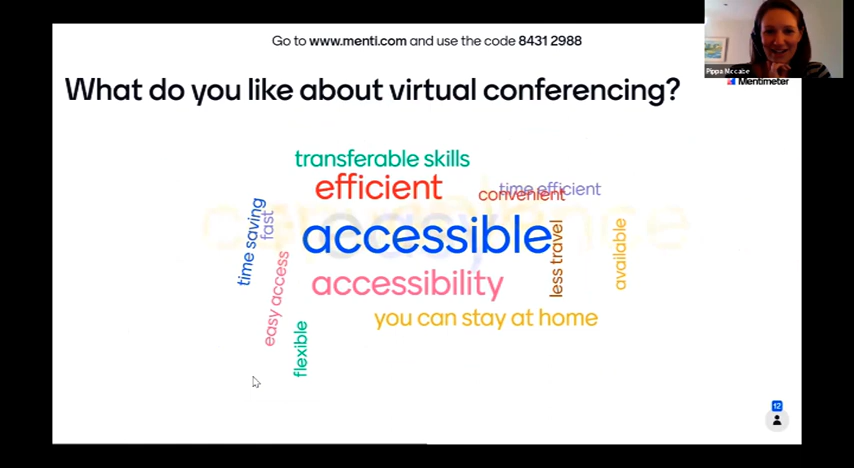 Go to www.menti.com and use the code 8431 2988
Pippa Mccabe
Mentimeter
What do you like about virtual conferencing?
transferable skills
efficient
time efficient
convenient
time saving
fast
accessible
less travel
available
easy access
accessibility
you can stay at home
flexible
easy
12